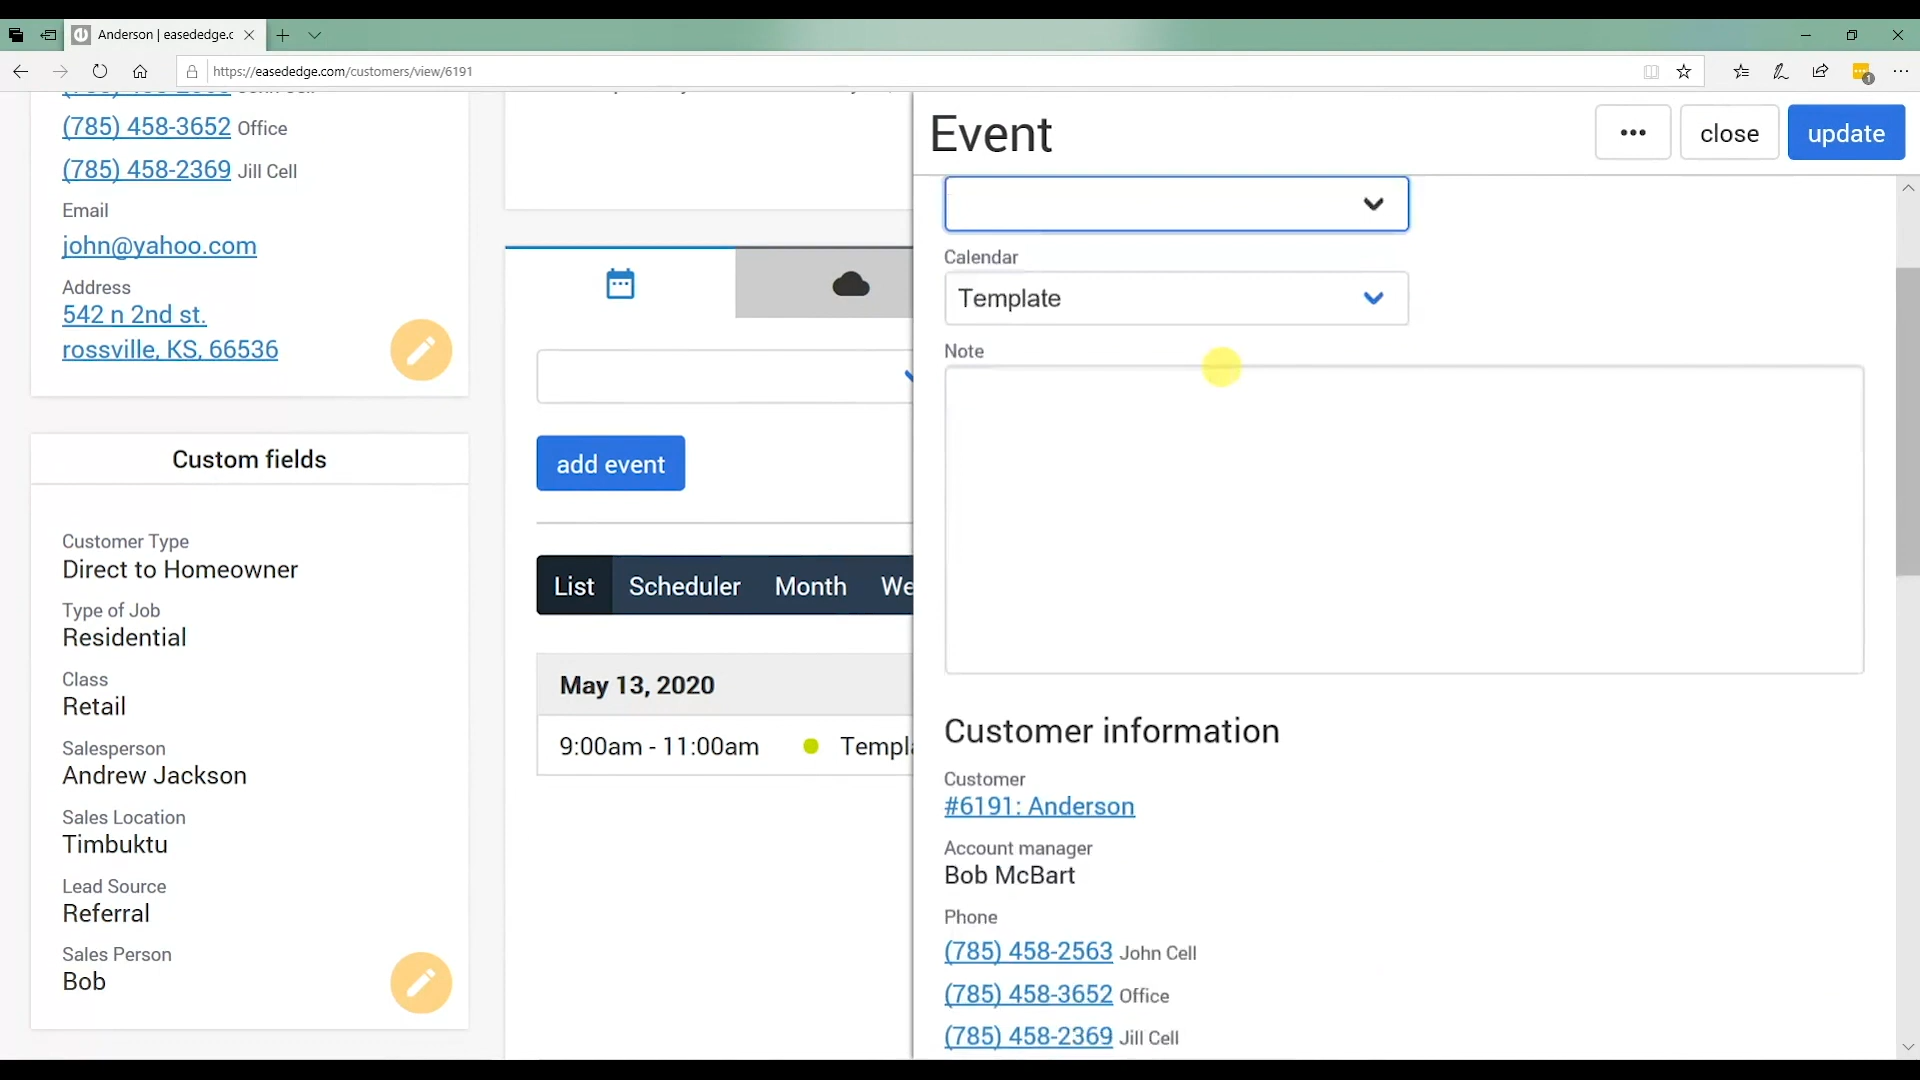 Anderson | easededge.c
https://easededge.com/customers/view/6191
(785) 458-3652 Office
(785) 458-2369 Jill Cell
Email
john@yahoo.com
Address
542 n 2nd st.
rossville, KS, 66536
Custom fields
Customer Type
Direct to Homeowner
Type of Job
Residential
Class
Retail
Salesperson
Andrew Jackson
Sales Location
Timbuktu
Lead Source
Referral
Sales Person
Bob
add event
List Scheduler Month We
May 13, 2020
9:00am - 11:00am Templa
Event
••• close update
Calendar
Template
Note
Customer information
Customer
#6191: Anderson
Account manager
Bob McBart
Phone
(785) 458-2563 John Cell
(785) 458-3652 Office
(785) 458-2369 Jill Cell